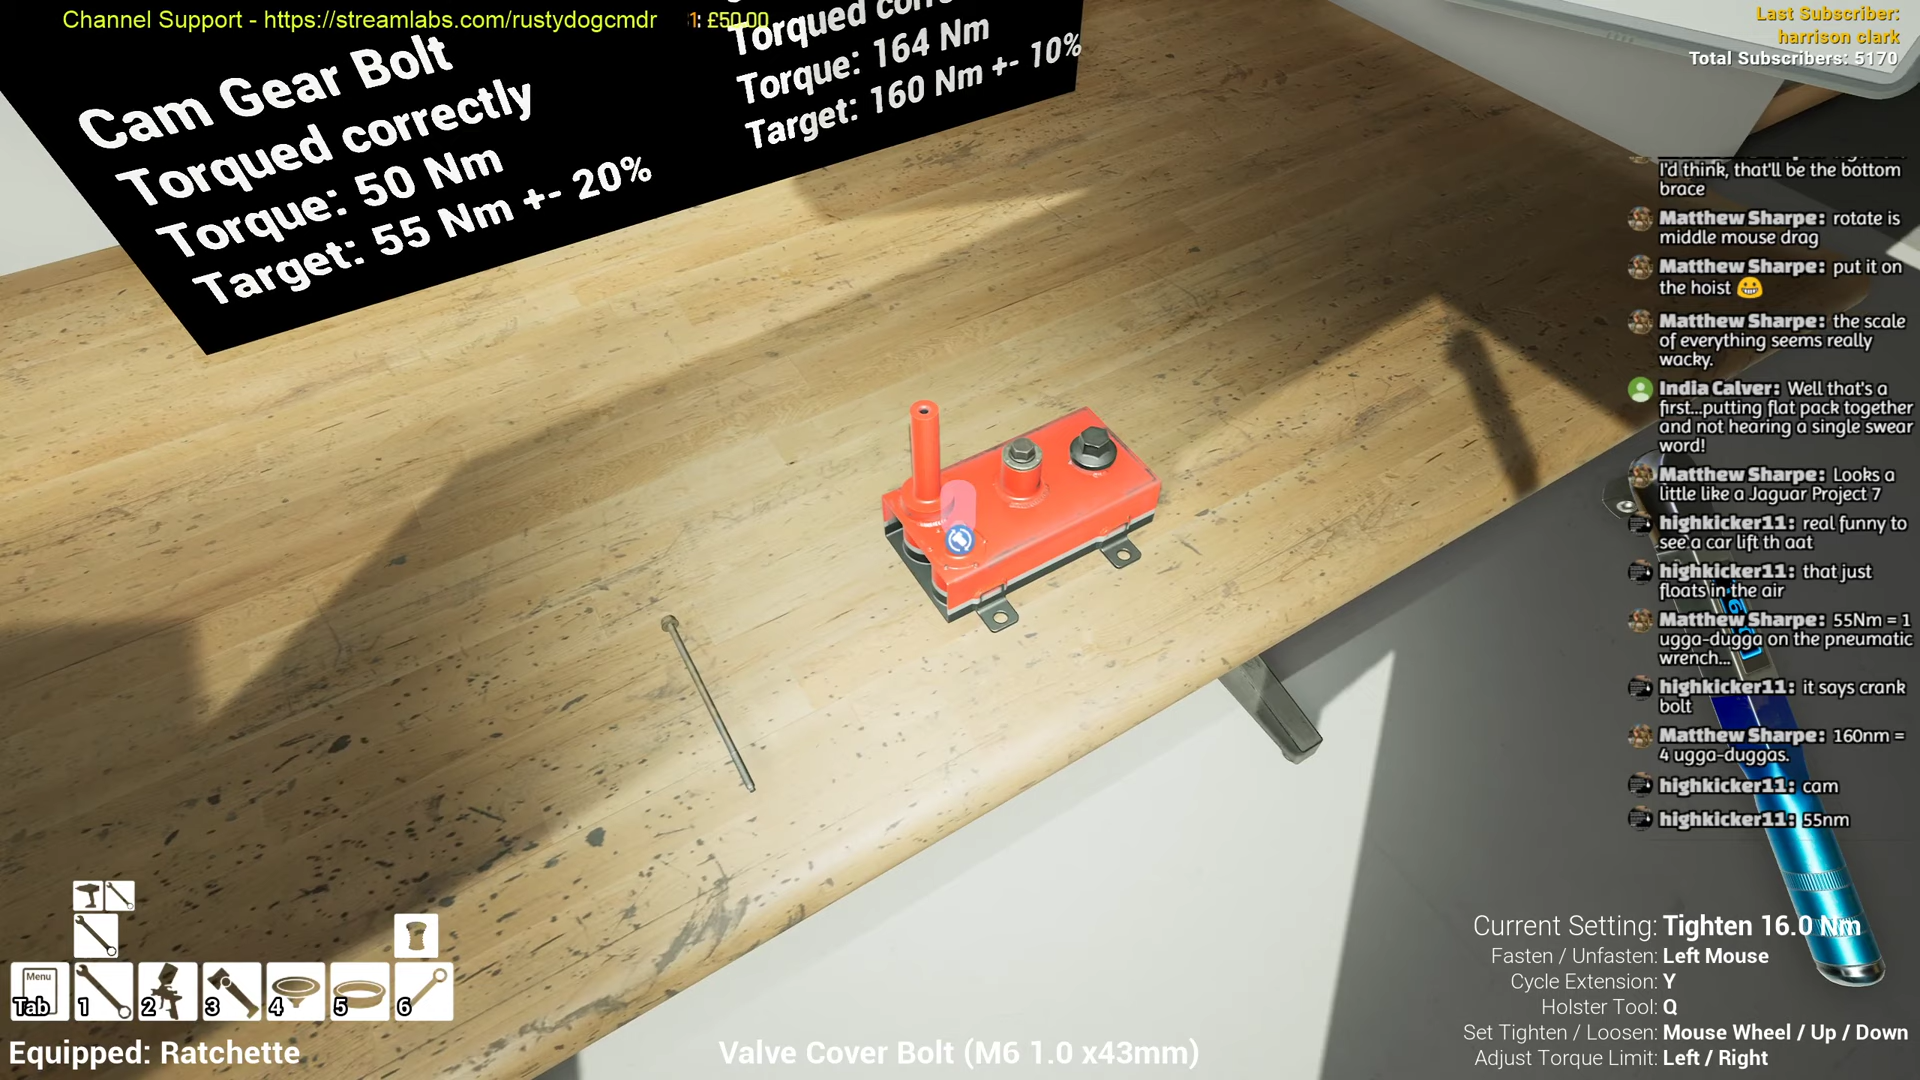 Channel Support - https://streamlabs.com/rustydogcmdr
1: £50.00
Last Subscriber:
harrison clark
Total Subscribers: 5170
Cam Gear Bolt
Torqued correctly
Torque: 50 Nm
Target: 55 Nm +- 20%
Torqued
Torque: 164 Nm
Target: 160 Nm +- 10%
I'd think, that'll be the bottom
brace
Matthew Sharpe: rotate is
middle mouse drag
Matthew Sharpe: put it on
the hoist 😬
Matthew Sharpe: the scale
of everything seems really
wacky.
India Calver: Well that's a
first...putting flat pack together
and not hearing a single swear
word!
Matthew Sharpe: Looks a
little like a Jaguar Project 7
highkicker11: real funny to
see a car lift th aat
highkicker11: that just
floats in the air
Matthew Sharpe: 55Nm = 1
ugga-dugga on the pneumatic
wrench...
highkicker11: it says crank
bolt
Matthew Sharpe: 160nm =
4 ugga-duggas.
highkicker11: cam
highkicker11: 55nm
Current Setting: Tighten 16.0 Nm
Fasten / Unfasten: Left Mouse
Cycle Extension: Y
Holster Tool: Q
Set Tighten / Loosen: Mouse Wheel / Up / Down
Adjust Torque Limit: Left / Right
Menu
Tab
1
2
3
4
5
6
Equipped: Ratchette
Valve Cover Bolt (M6 1.0 x43mm)